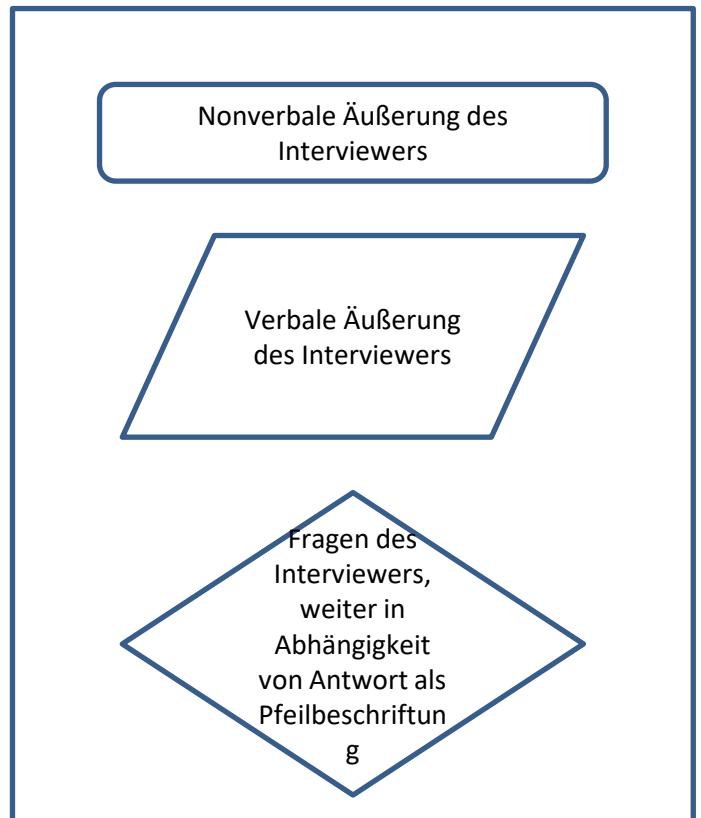 Nonverbale Äußerung des
Interviewers
Verbale Äußerung
des Interviewers
Fragen des
Interviewers,
weiter in
Abhängigkeit
von Antwort als
Pfeilbeschriftun
g